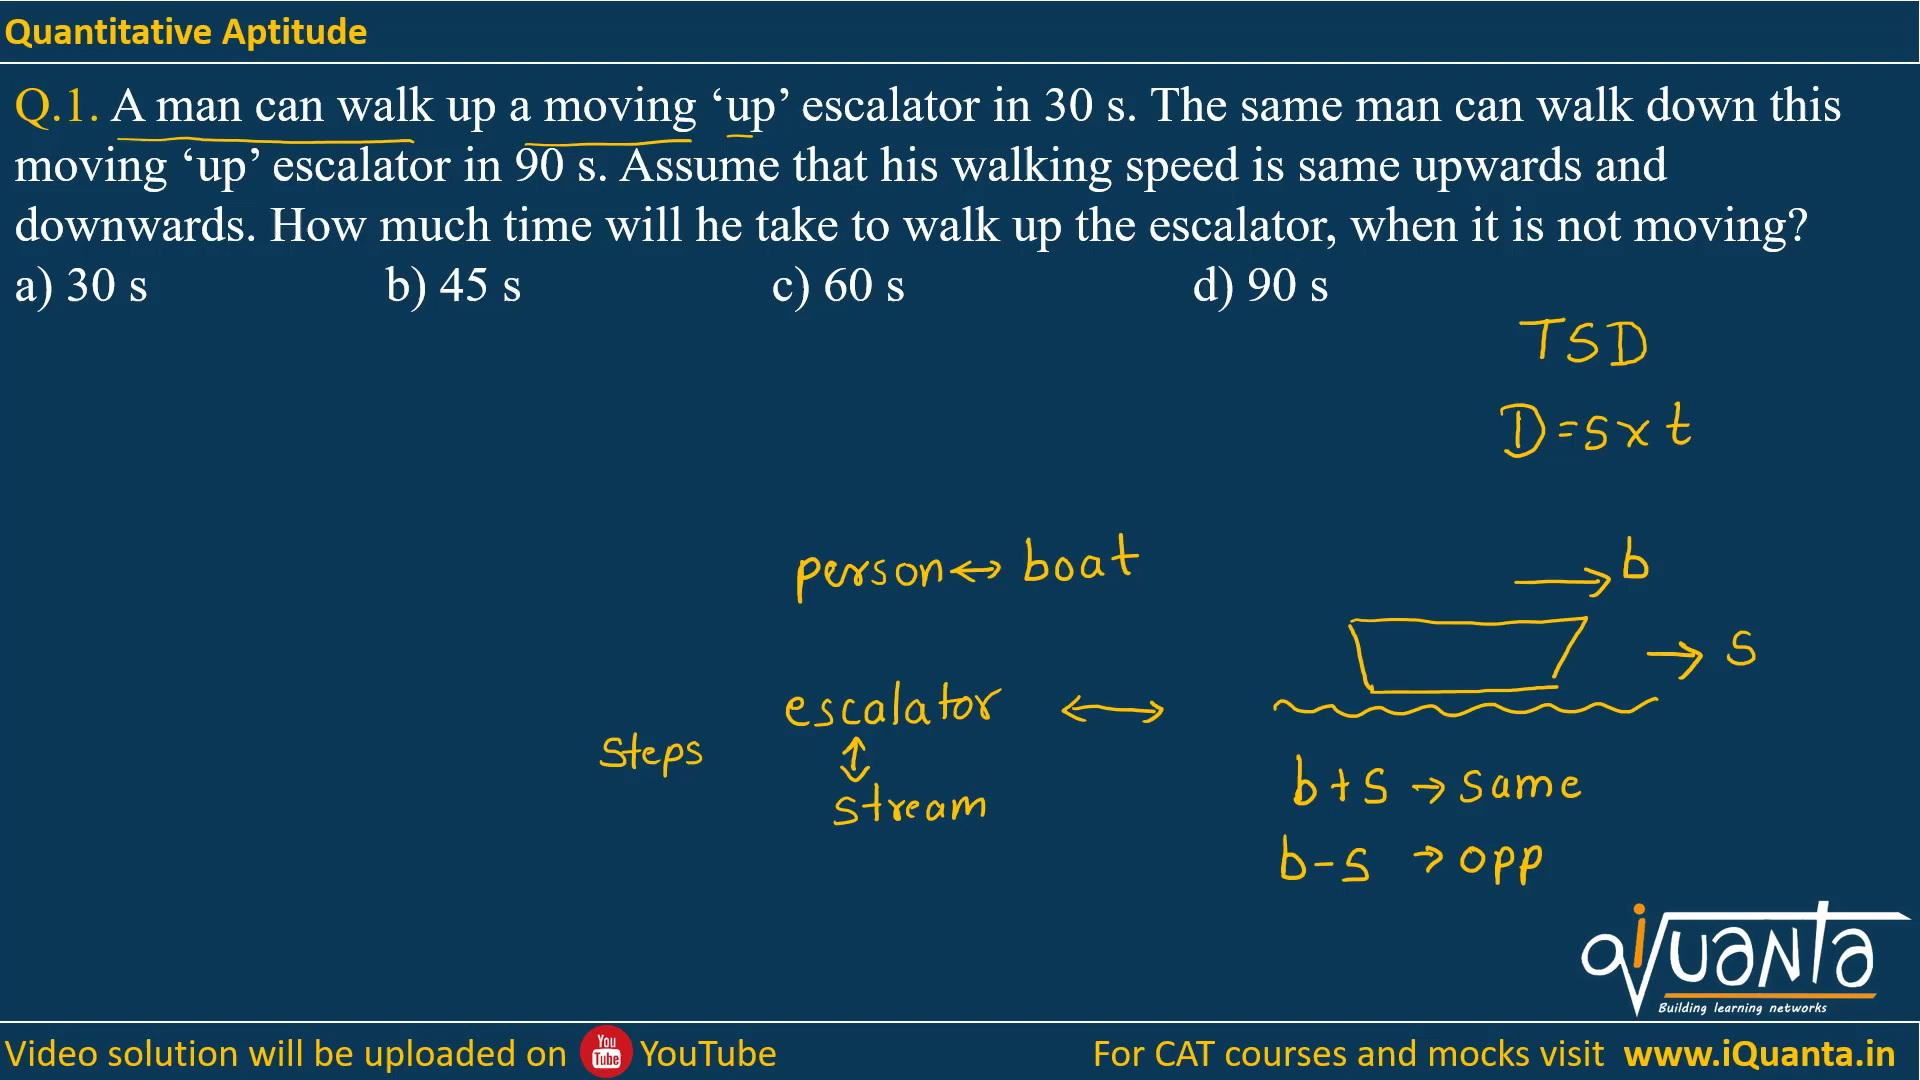 Quantitative Aptitude
Q.1. A man can walk up a moving ‘up’ escalator in 30 s. The same man can walk down this
moving ‘up’ escalator in 90 s. Assume that his walking speed is same upwards and
downwards. How much time will he take to walk up the escalator, when it is not moving?
a) 30 s b) 45 s c) 60 s d) 90 s
TSD
D=s×t
person↔boat
b
s
escalator ↔
steps
stream
b+s → same
b-s → opp
iQuanta
Building learning networks
Video solution will be uploaded on You Tube YouTube
For CAT courses and mocks visit www.iQuanta.in